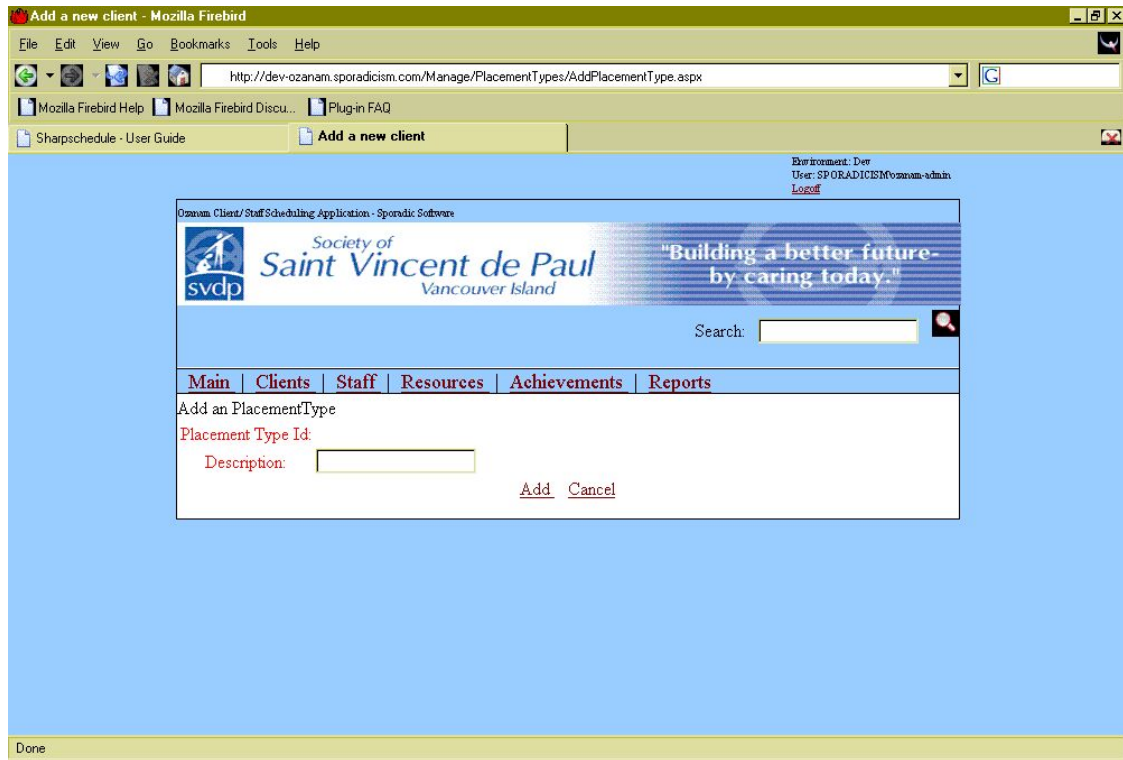 Add a new client - Mozilla Firebird
File Edit View Go Bookmarks Tools Help
http://dev-ozanam.sporadicism.com/Manage/PlacementTypes/AddPlacementType.aspx
G
Mozilla Firebird Help Mozilla Firebird Discu... Plug-in FAQ
Sharpschedule - User Guide Add a new client
Environment: Dev
User: SPORADICISM\ozanam-admin
Logoff
Ozanam Client/Staff Scheduling Application - Sporadic Software
svdp
Society of
Saint Vincent de Paul
Vancouver Island
"Building a better future-
by caring today."
Search:
Main | Clients | Staff | Resources | Achievements | Reports
Add an PlacementType
Placement Type Id:
Description:
Add Cancel
Done